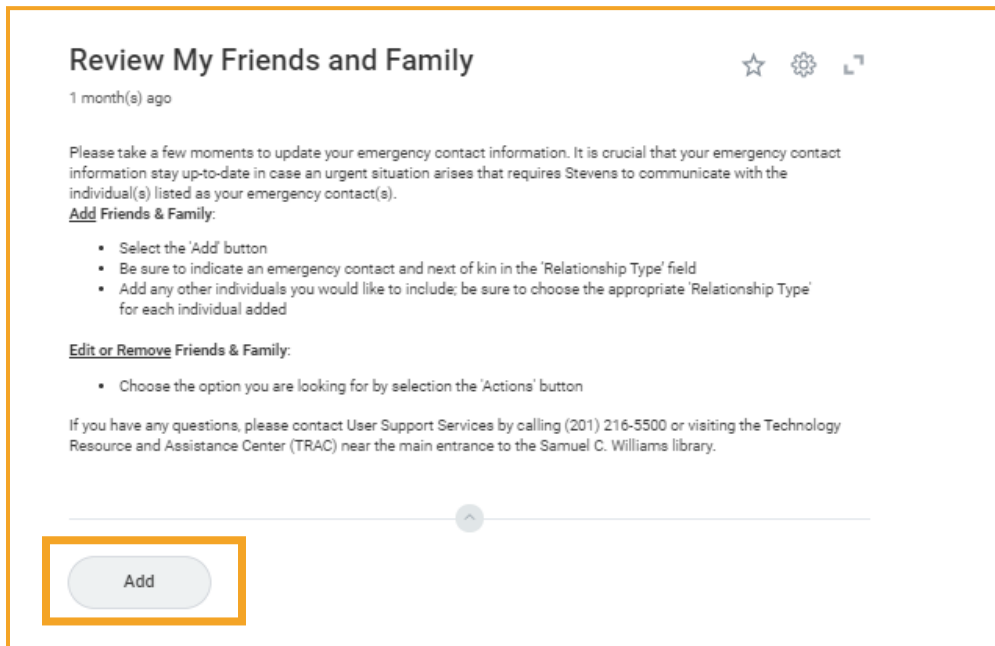 Review My Friends and Family
1 month(s) ago
Please take a few moments to update your emergency contact information. It is crucial that your emergency contact
information stay up-to-date in case an urgent situation arises that requires Stevens to communicate with the
individual(s) listed as your emergency contact(s).
Add Friends & Family:
• Select the 'Add' button
• Be sure to indicate an emergency contact and next of kin in the 'Relationship Type' field
• Add any other individuals you would like to include; be sure to choose the appropriate 'Relationship Type'
for each individual added
Edit or Remove Friends & Family:
• Choose the option you are looking for by selection the 'Actions' button
If you have any questions, please contact User Support Services by calling (201) 216-5500 or visiting the Technology
Resource and Assistance Center (TRAC) near the main entrance to the Samuel C. Williams library.
Add